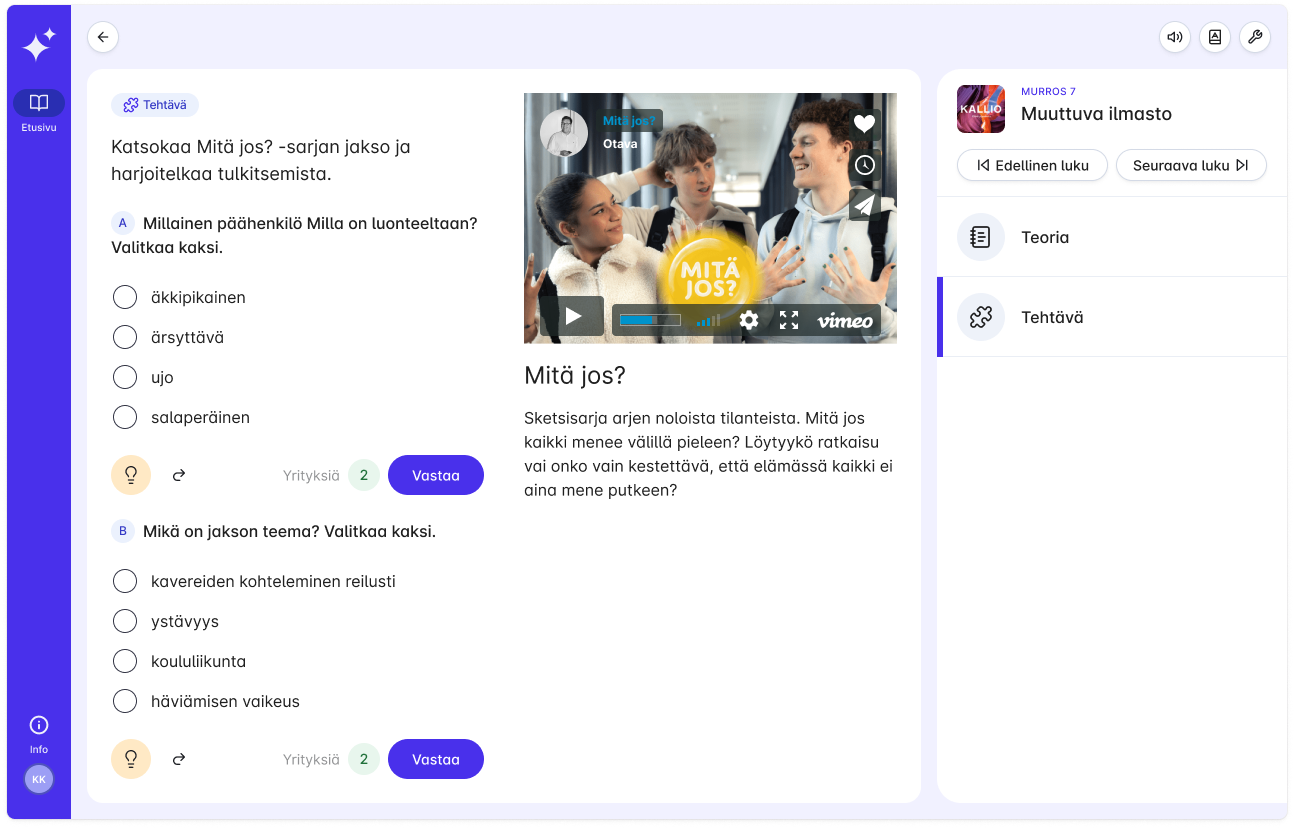 Etusivu
Info
KK
Tehtävä
Katsokaa Mitä jos? -sarjan jakso ja
harjoitelkaa tulkitsemista.
A Millainen päähenkilö Milla on luonteeltaan?
Valitkaa kaksi.
äkkipikainen
ärsyttävä
ujo
salaperäinen
Yrityksiä 2 Vastaa
B Mikä on jakson teema? Valitkaa kaksi.
kavereiden kohteleminen reilusti
ystävyys
koululiikunta
häviämisen vaikeus
Yrityksiä 2 Vastaa
Mitä jos?
Otava
MITÄ
JOS?
vimeo
Mitä jos?
Sketsisarja arjen noloista tilanteista. Mitä jos
kaikki menee välillä pieleen? Löytyykö ratkaisu
vai onko vain kestettävä, että elämässä kaikki ei
aina mene putkeen?
KALLIO
MURROS 7
Muuttuva ilmasto
Edellinen luku
Seuraava luku
Teoria
Tehtävä